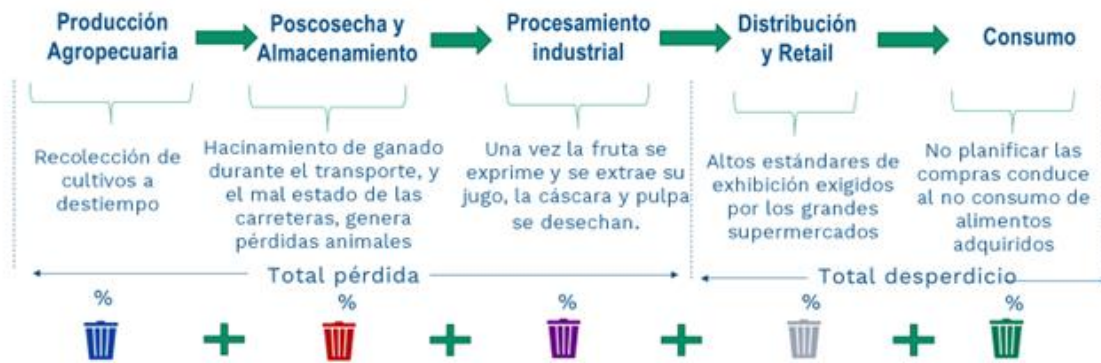 Producción
Agropecuaria
Poscosecha y
Almacenamiento
Procesamiento
industrial
Distribución
y Retail
Consumo
Recolección de
cultivos a
destiempo
Hacinamiento de ganado
durante el transporte, y
el mal estado de las
carreteras, genera
pérdidas animales
Una vez la fruta se
exprime y se extrae su
jugo, la cáscara y pulpa
se desechan.
Altos estándares de
exhibición exigidos
por los grandes
supermercados
No planificar las
compras conduce
al no consumo de
alimentos
adquiridos
Total pérdida
Total desperdicio
%
%
%
%
%
+
+
+
+